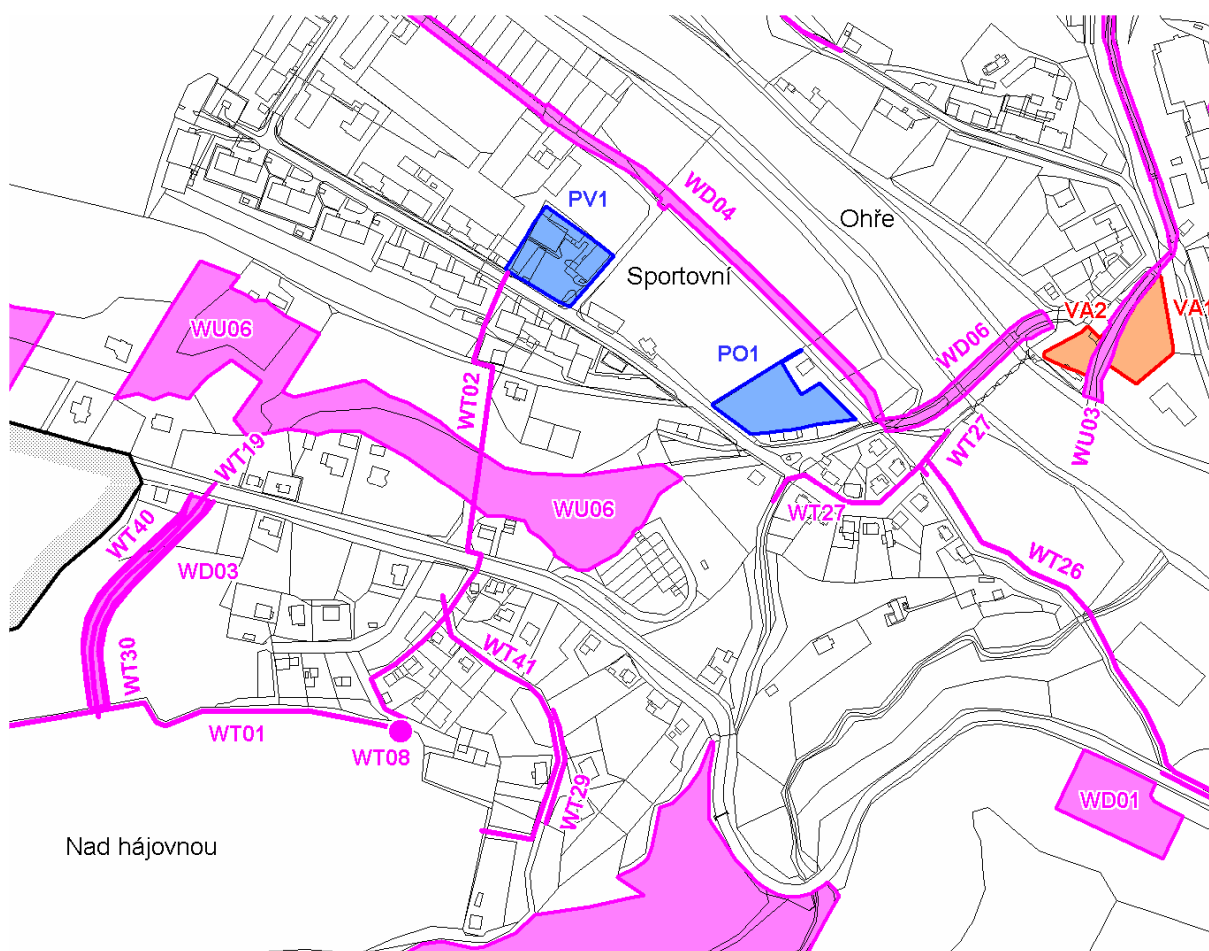 PV1
WD04
Ohře
Sportovní
VA2
VA1
WU06
PO1
WD06
WT02
WU03
WT19
WT27
WT40
WU06
WT27
WD03
WT26
WT41
WT30
WT01
WT08
WT29
WD01
Nad hájovnou